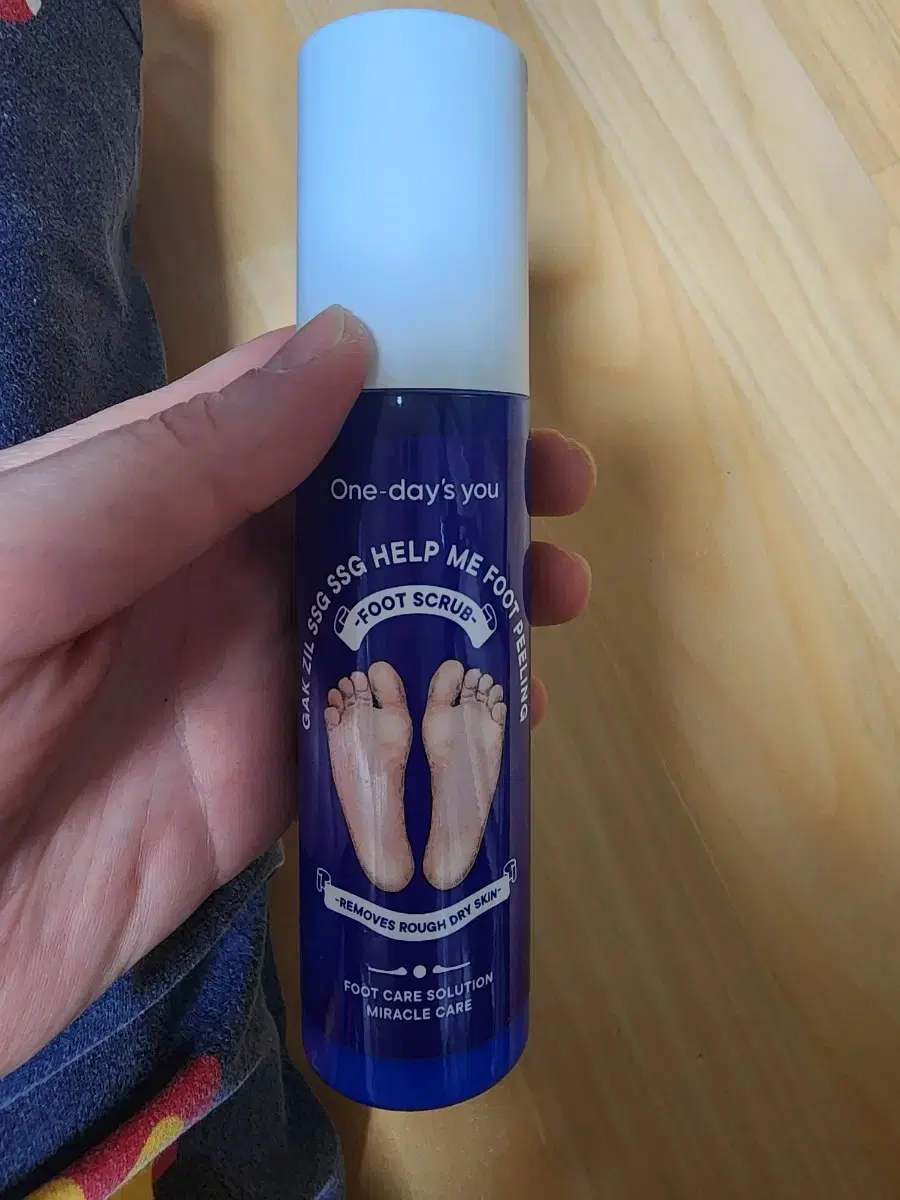 One-day's you
GAK ZIL SSG SSG HELP ME FOOT PEELING
-FOOT SCRUB-
-REMOVES ROUGH DRY SKIN-
FOOT CARE SOLUTION
MIRACLE CARE